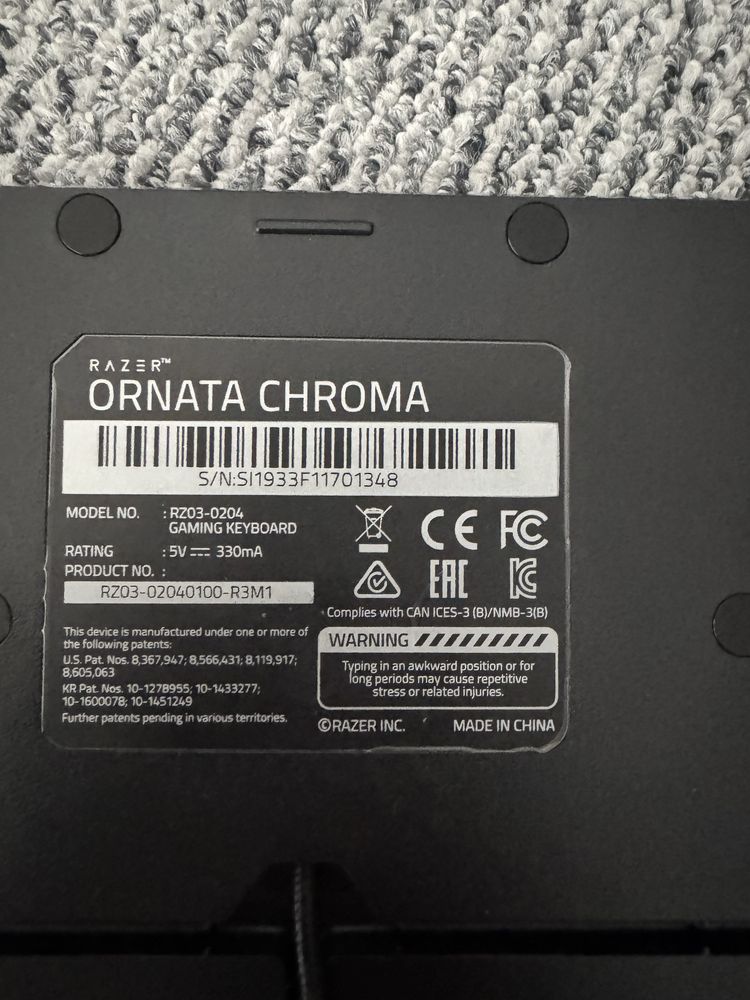 RAZER™
ORNATA CHROMA
S/N:SI1933F11701348
MODEL NO. : RZ03-0204
GAMING KEYBOARD
RATING : 5V ⎓ 330mA
PRODUCT NO. :
RZ03-02040100-R3M1
This device is manufactured under one or more of
the following patents:
U.S. Pat. Nos. 8,367,947; 8,566,431; 8,119,917;
8,605,063
KR Pat. Nos. 10-1278955; 10-1433277;
10-1600078; 10-1451249
Further patents pending in various territories.
CE FC
EAC KC
Complies with CAN ICES-3 (B)/NMB-3(B)
WARNING
Typing in an awkward position or for
long periods may cause repetitive
stress or related injuries.
©RAZER INC. MADE IN CHINA